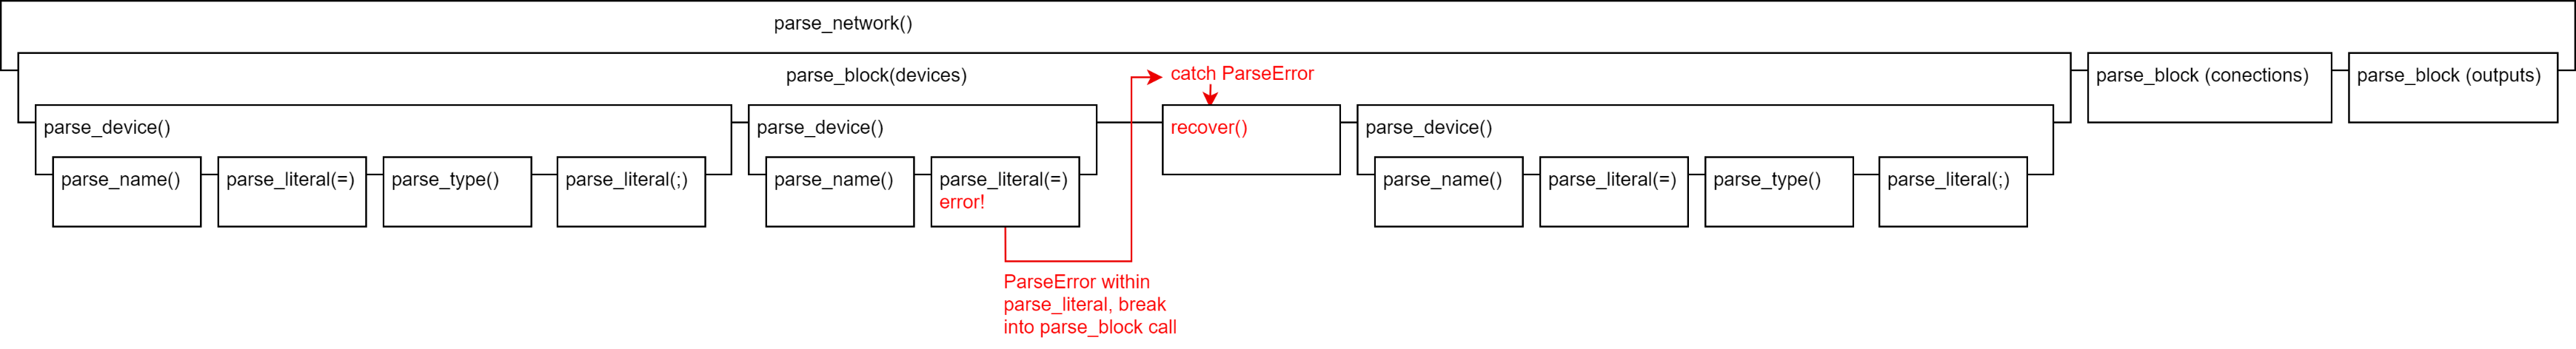 parse_network()
parse_block(devices)
catch ParseError
parse_block (conections)
parse_block (outputs)
parse_device()
parse_device()
recover()
parse_device()
parse_name()
parse_literal(=)
parse_type()
parse_literal(;)
parse_name()
parse_literal(=)
error!
parse_name()
parse_literal(=)
parse_type()
parse_literal(;)
ParseError within
parse_literal, break
into parse_block call